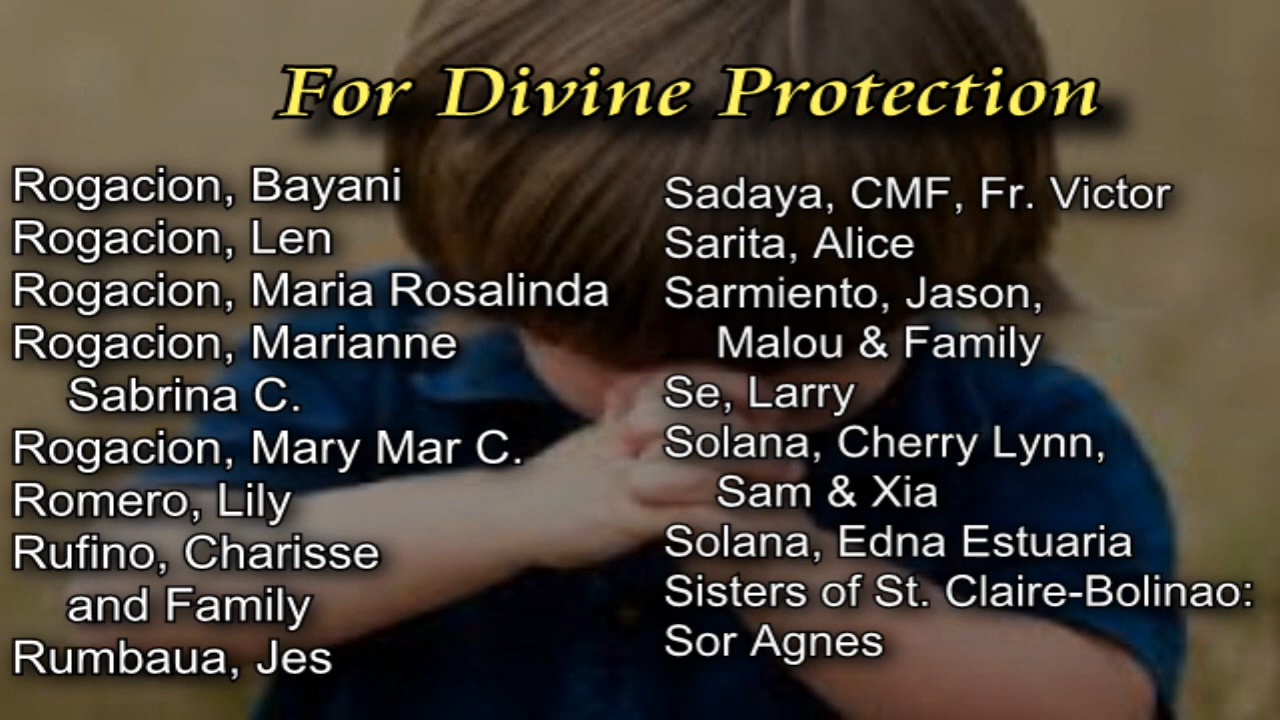 For Divine Protection
Rogacion, Bayani
Rogacion, Len
Rogacion, Maria Rosalinda
Rogacion, Marianne
Sabrina C.
Rogacion, Mary Mar C.
Romero, Lily
Rufino, Charisse
and Family
Rumbaua, Jes
Sadaya, CMF, Fr. Victor
Sarita, Alice
Sarmiento, Jason,
Malou & Family
Se, Larry
Solana, Cherry Lynn,
Sam & Xia
Solana, Edna Estuaria
Sisters of St. Claire-Bolinao:
Sor Agnes